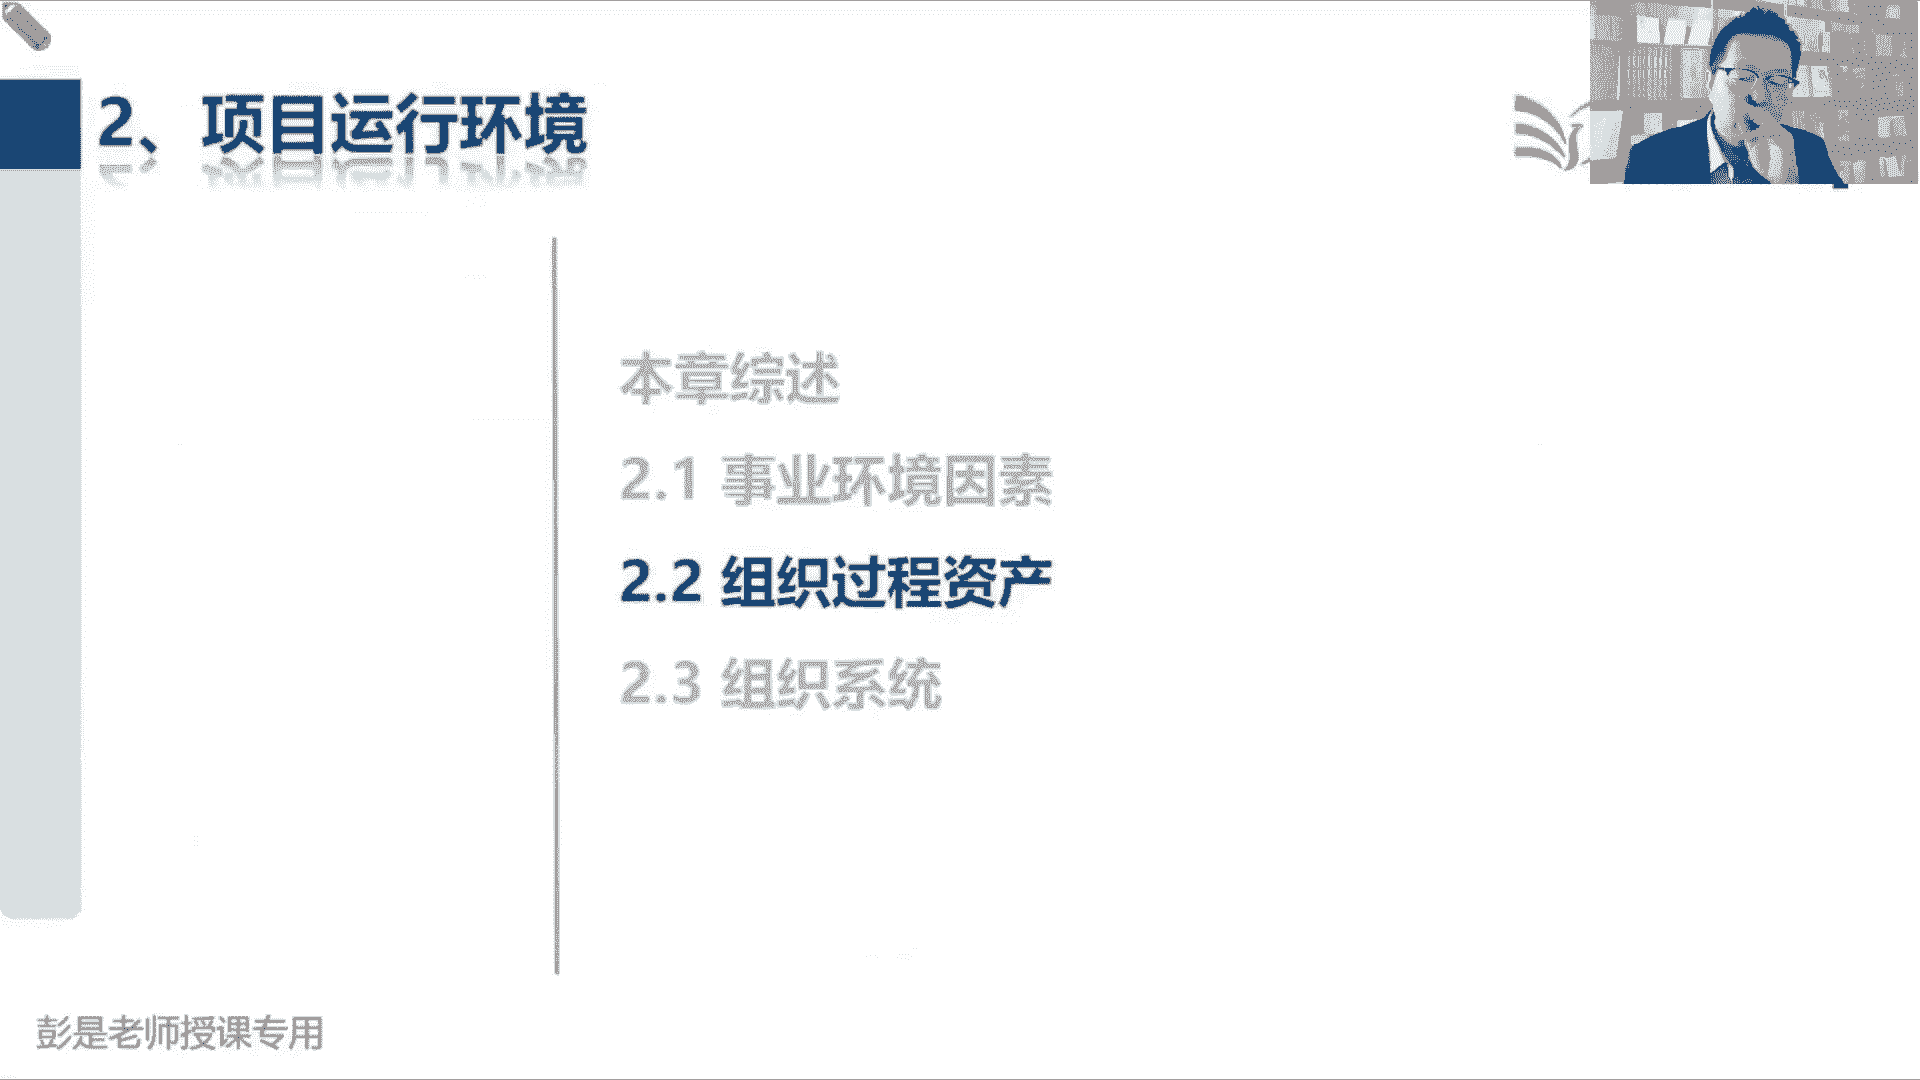 2、项目运行环境
本章综述
2.1 事业环境因素
2.2 组织过程资产
2.3 组织系统
彭是老师授课专用